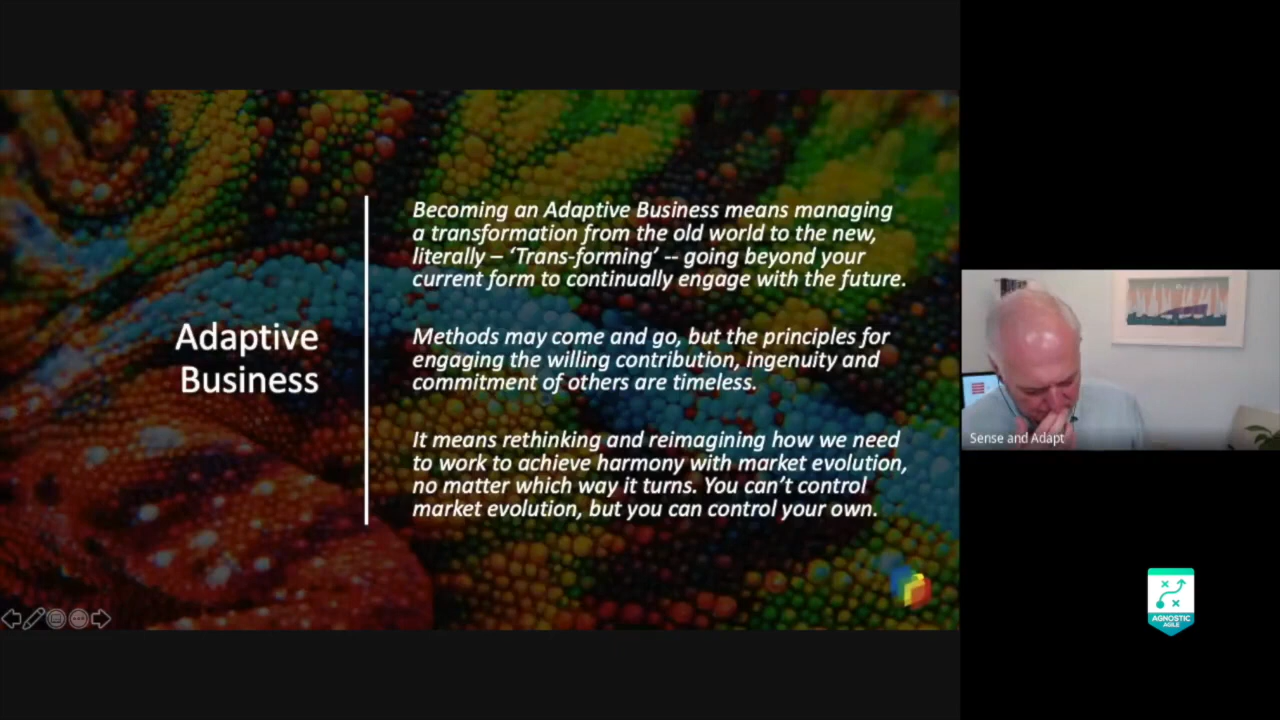 Adaptive
Business
Becoming an Adaptive Business means managing
a transformation from the old world to the new,
literally – ‘Trans-forming’ -- going beyond your
current form to continually engage with the future.
Methods may come and go, but the principles for
engaging the willing contribution, ingenuity and
commitment of others are timeless.
It means rethinking and reimagining how we need
to work to achieve harmony with market evolution,
no matter which way it turns. You can’t control
market evolution, but you can control your own.
Sense and Adapt
AGNOSTIC
AGILE